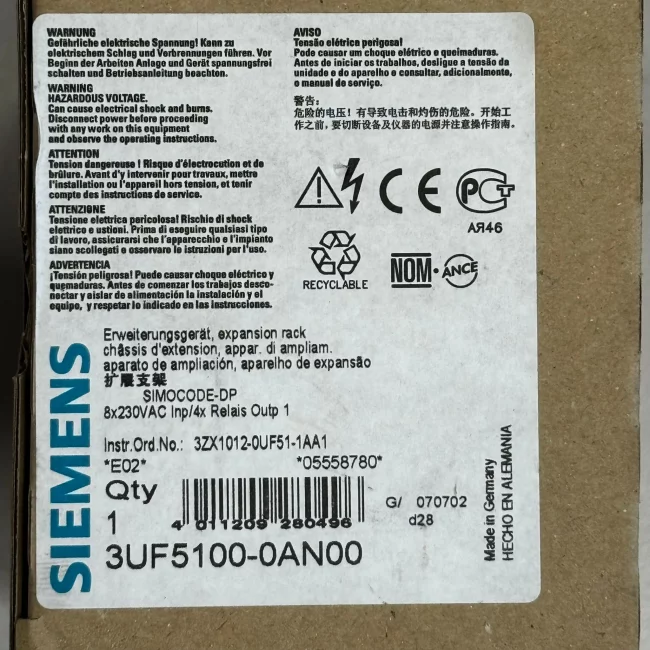 WARNUNG
Gefährliche elektrische Spannung! Kann zu
elektrischem Schlag und Verbrennungen führen. Vor
Beginn der Arbeiten Anlage und Gerät spannungsfrei
schalten und Betriebsanleitung beachten.
WARNING
HAZARDOUS VOLTAGE.
Can cause electrical shock and burns.
Disconnect power before proceeding
with any work on this equipment
and observe the operating instructions.
ATTENTION
Tension dangereuse ! Risque d'électrocution et de
brûlure. Avant d'y intervenir pour travaux, mettre
l'installation ou l'appareil hors tension, et tenir
compte des instructions de service.
ATTENZIONE
Tensione elettrica pericolosa! Rischio di shock
elettrico e ustioni. Prima di eseguire qualsiasi tipo
di lavoro, assicurarsi che l'apparecchio e l'impianto
siano scollegati e osservare le istruzioni per l'uso.
ADVERTENCIA
¡Tensión peligrosa! Puede causar choque eléctrico y
quemaduras. Antes de comenzar los trabajos desco-
nectar y aislar de alimentación la instalación y el
equipo, y respetar lo indicado en las instrucciones.
AVISO
Tensão elétrica perigosa!
Pode causar um choque elétrico e queimaduras.
Antes de iniciar os trabalhos, desligue a tensão da
unidade e do aparelho e consultar, adicionalmente,
o manual de serviço.
警告:
危险的电压! 有导致电击和灼伤的危险。开始工
作之前,要切断设备及仪器的电源并注意操作指南。
CE
PCT
АЯ46
RECYCLABLE
NOM-ANCE
SIEMENS
Erweiterungsgerät, expansion rack
châssis d'extension, appar. di ampliam.
aparato de ampliación, aparelho de expansão
扩展支架
SIMOCODE-DP
8x230VAC Inp/4x Relais Outp 1
Instr.Ord.No.: 3ZX1012-0UF51-1AA1
*E02* *05558780*
Qty
1
4 011209 280496
G/ 070702
d28
3UF5100-0AN00
Made in Germany
HECHO EN ALEMANIA